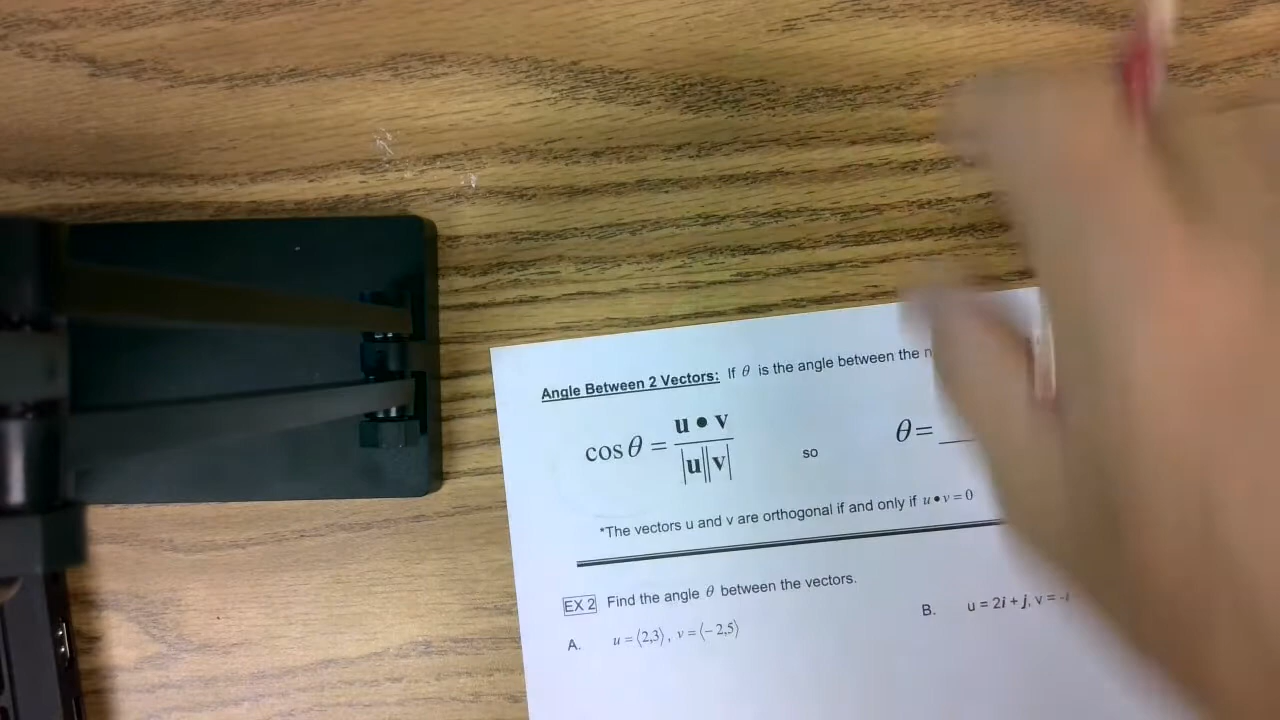 Angle Between 2 Vectors: If θ is the angle between the
cos θ = u • v / |u||v| so θ = __
*The vectors u and v are orthogonal if and only if u • v = 0
EX 2 Find the angle θ between the vectors.
A. u = ⟨2,3⟩, v = ⟨−2,5⟩ B. u = 2i + j, v = -